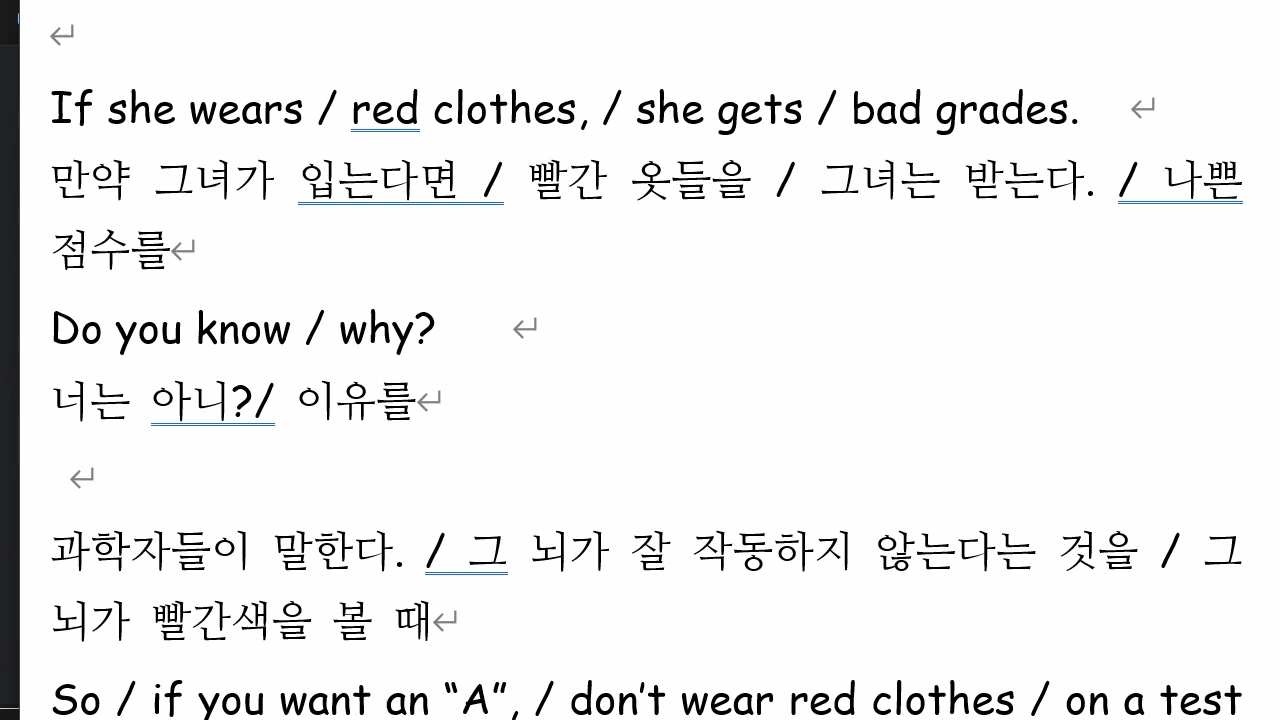 If she wears / red clothes, / she gets / bad grades.
만약 그녀가 입는다면 / 빨간 옷들을 / 그녀는 받는다. / 나쁜
점수를
Do you know / why?
너는 아니?/ 이유를
과학자들이 말한다. / 그 뇌가 잘 작동하지 않는다는 것을 / 그
뇌가 빨간색을 볼 때
So / if you want an “A”, / don’t wear red clothes / on a test